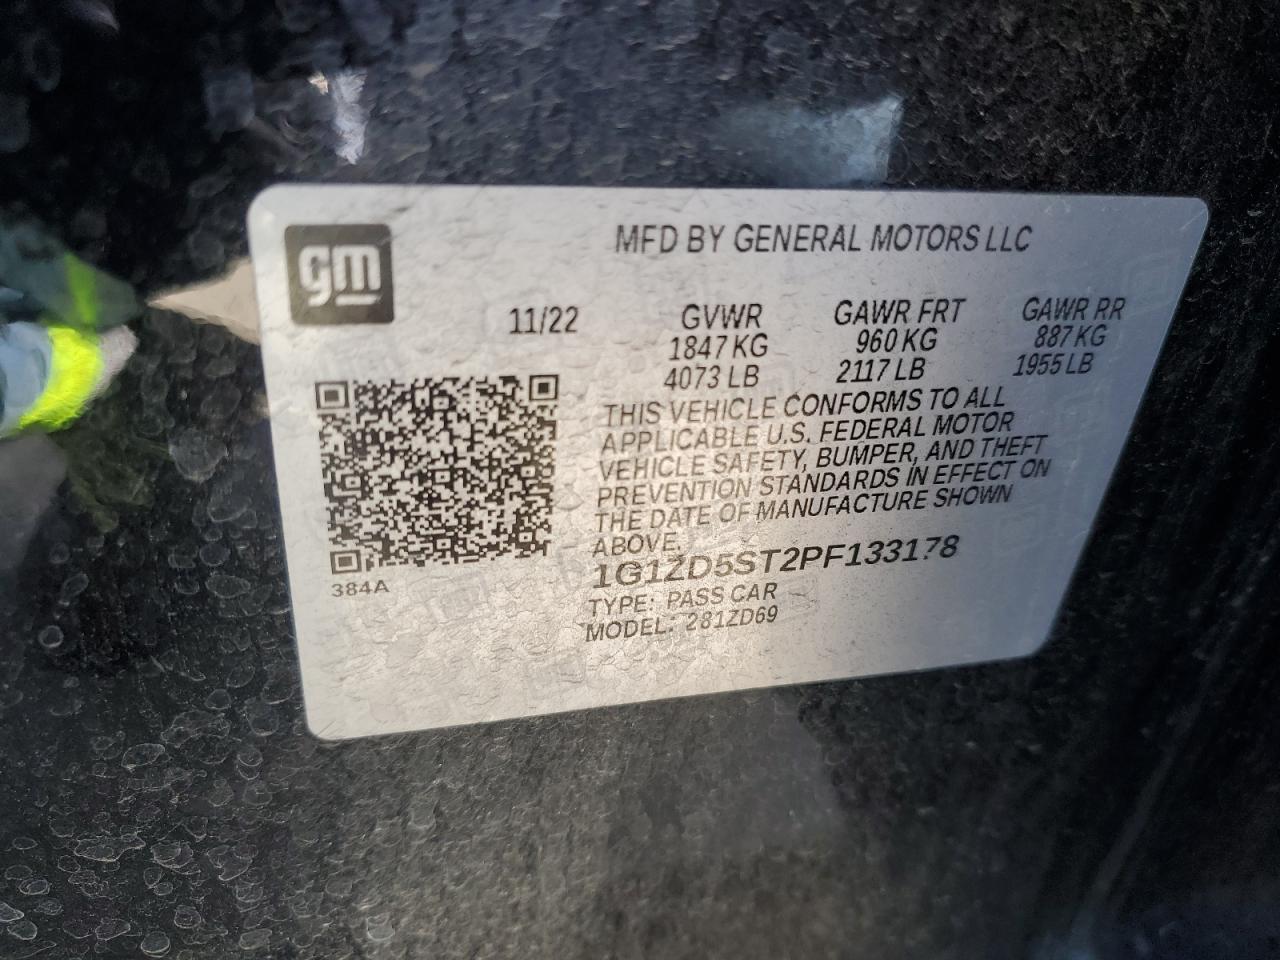 gm
MFD BY GENERAL MOTORS LLC
11/22 GVWR GAWR FRT GAWR RR
1847 KG 960 KG 887 KG
4073 LB 2117 LB 1955 LB
THIS VEHICLE CONFORMS TO ALL
APPLICABLE U.S. FEDERAL MOTOR
VEHICLE SAFETY, BUMPER, AND THEFT
PREVENTION STANDARDS IN EFFECT ON
THE DATE OF MANUFACTURE SHOWN
ABOVE.
1G1ZD5ST2PF133178
TYPE: PASS CAR
MODEL: 281ZD69
384A